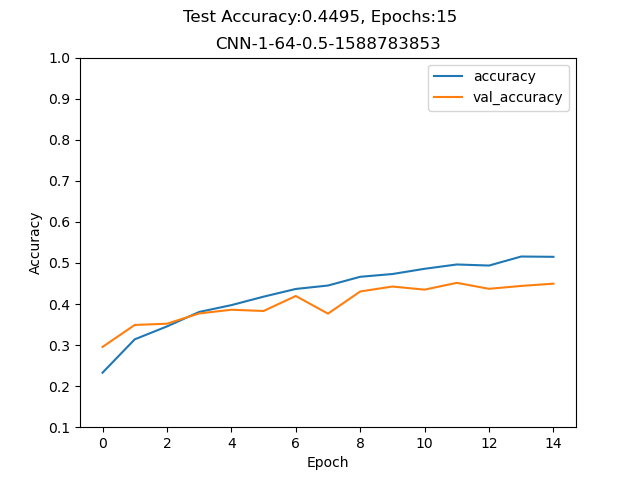 Test Accuracy:0.4495, Epochs:15
CNN-1-64-0.5-1588783853
accuracy
val_accuracy
1.0
0.9
0.8
0.7
0.6
0.5
0.4
0.3
0.2
0.1
Accuracy
0 2 4 6 8 10 12 14
Epoch